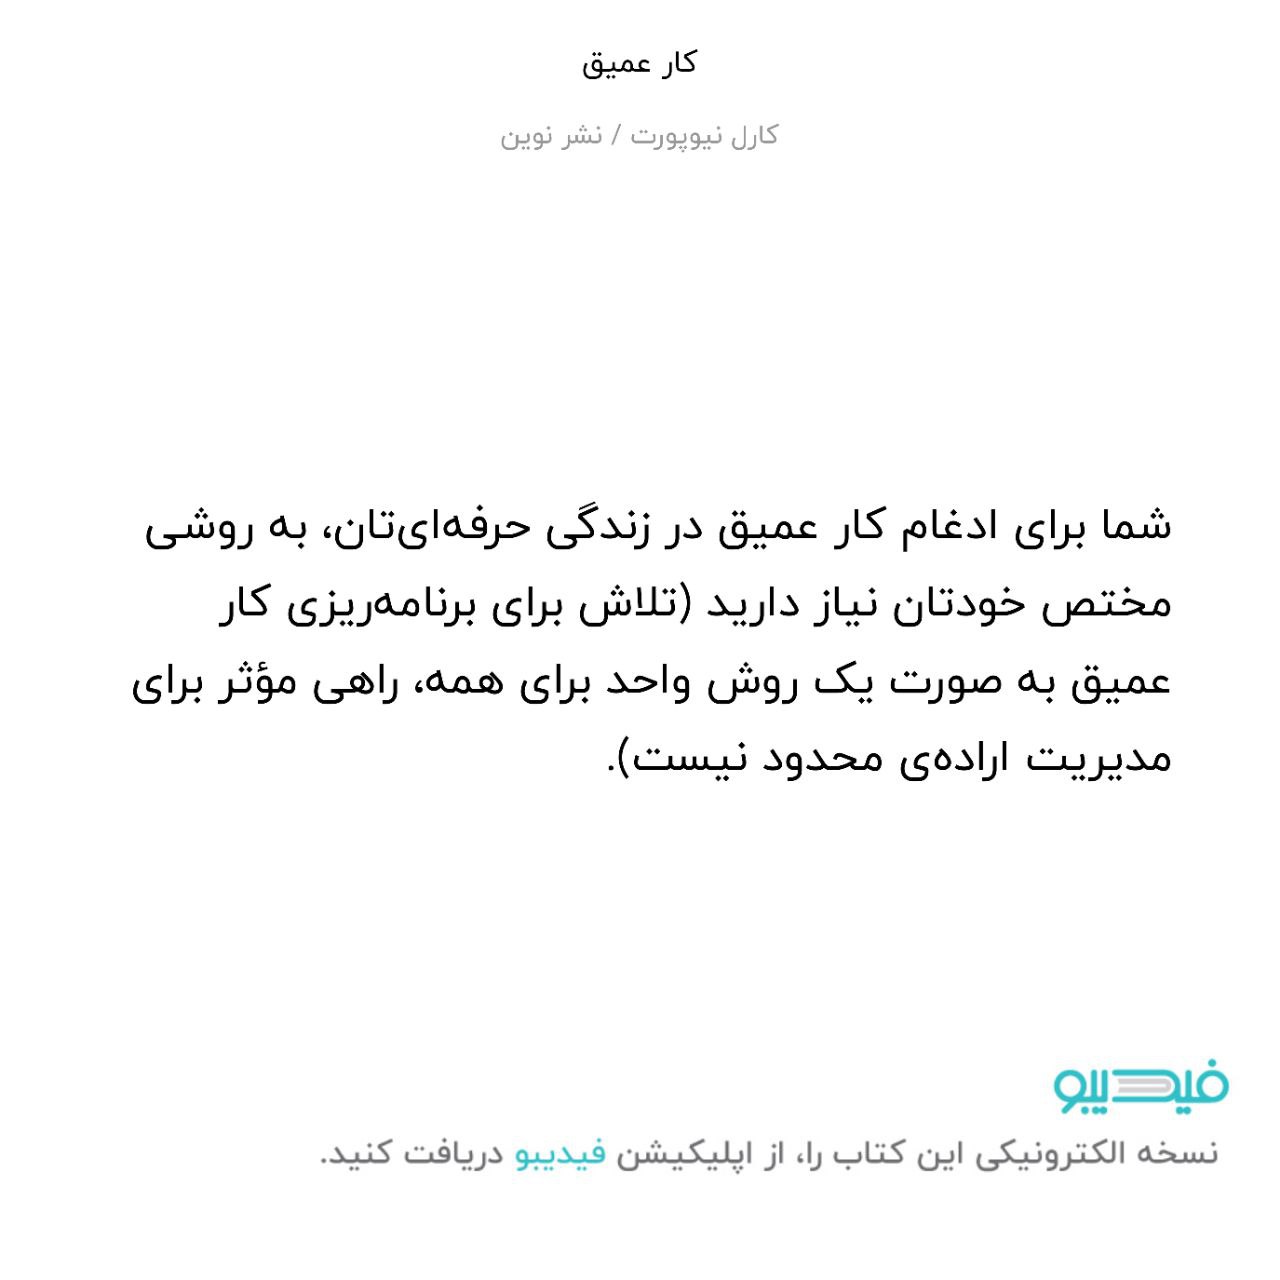 کار عمیق
کارل نیوپورت / نشر نوین
شما برای ادغام کار عمیق در زندگی حرفه‌ای‌تان، به روشی
مختص خودتان نیاز دارید (تلاش برای برنامه‌ریزی کار
عمیق به صورت یک روش واحد برای همه، راهی مؤثر برای
مدیریت اراده‌ی محدود نیست).
فیدیبو
نسخه الکترونیکی این کتاب را، از اپلیکیشن فیدیبو دریافت کنید.